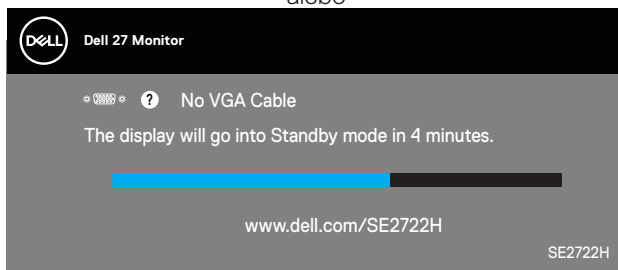 alebo
DELL
Dell 27 Monitor
? No VGA Cable
The display will go into Standby mode in 4 minutes.
www.dell.com/SE2722H
SE2722H